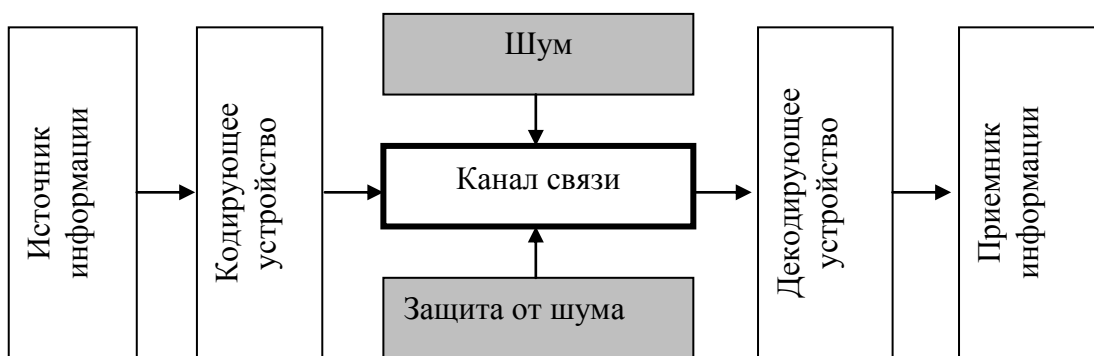 Источник
информации
Кодирующее
устройство
Шум
Канал связи
Защита от шума
Декодирующее
устройство
Приемник
информации